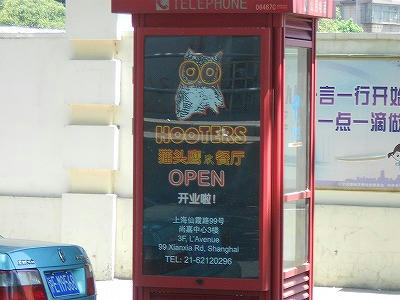 TELEPHONE
HOOTERS
猫头鹰 餐厅
OPEN
开业啦！
上海仙霞路99号
尚嘉中心3楼
3F, L'Avenue
99 Xianxia Rd, Shanghai
TEL: 21-62120296
言一行开始
一点一滴做